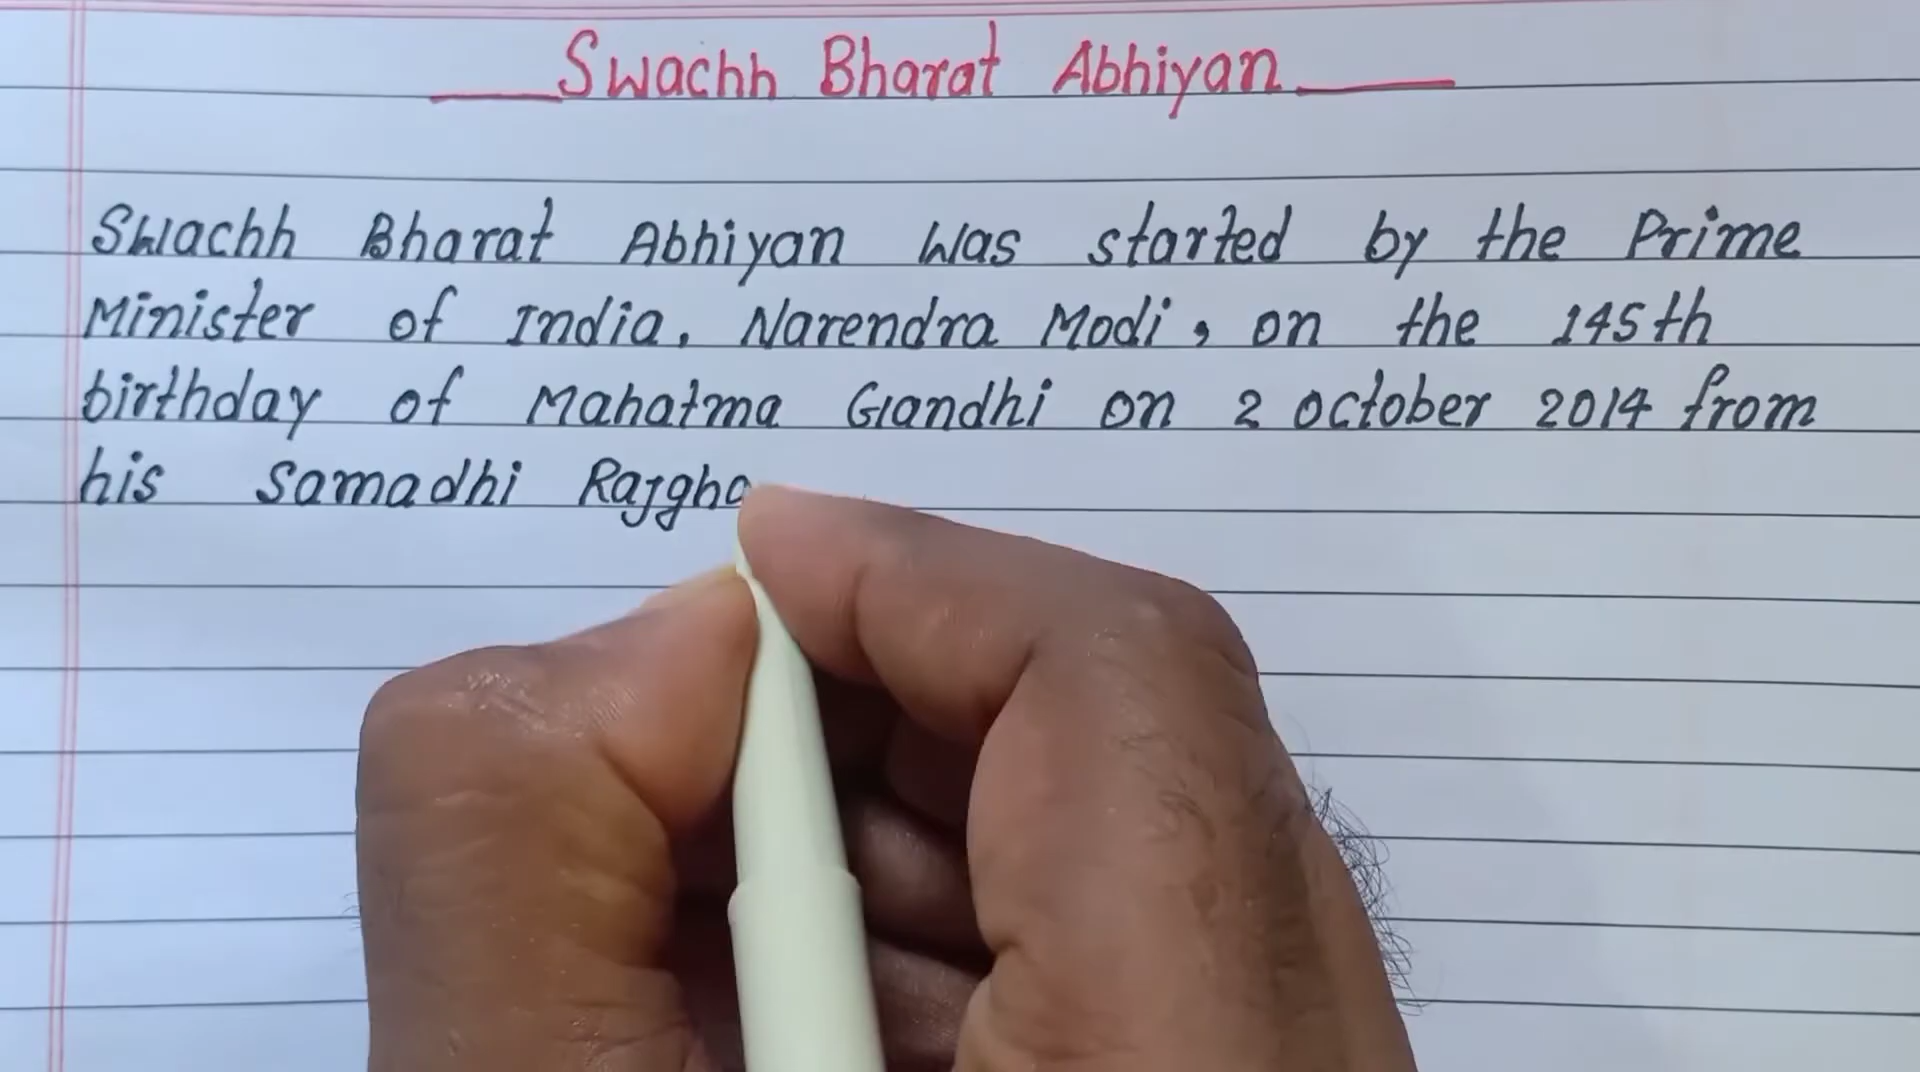 Swachh Bharat Abhiyan
Swachh Bharat Abhiyan was started by the Prime
Minister of India, Narendra Modi, on the 145th
birthday of Mahatma Gandhi on 2 october 2014 from
his Samadhi Rajgha